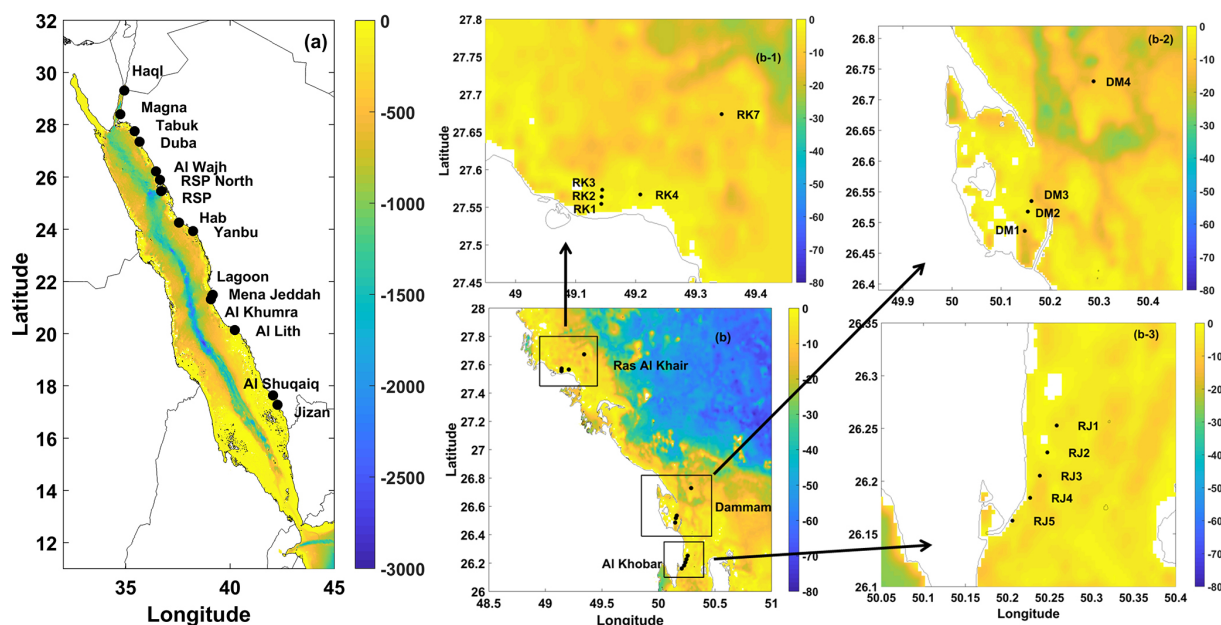 (a)
Latitude
32
30
28
26
24
22
20
18
16
14
12
35
40
45
Longitude
Haql
Magna
Tabuk
Duba
Al Wajh
RSP North
RSP
Hab
Yanbu
Lagoon
Mena Jeddah
Al Khumra
Al Lith
Al Shuqaiq
Jizan
0
-500
-1000
-1500
-2000
-2500
-3000
(b-1)
Latitude
27.8
27.75
27.7
27.65
27.6
27.55
27.5
27.45
49
49.1
49.2
49.3
49.4
RK7
RK3
RK4
RK2
RK1
0
-10
-20
-30
-40
-50
-60
-70
-80
(b-2)
26.8
26.75
26.7
26.65
26.6
26.55
26.5
26.45
26.4
49.9
50
50.1
50.2
50.3
50.4
DM4
DM3
DM2
DM1
0
-10
-20
-30
-40
-50
-60
-70
-80
(b)
Latitude
28
27.8
27.6
27.4
27.2
27
26.8
26.6
26.4
26.2
26
48.5
49
49.5
50
50.5
51
Longitude
Ras Al Khair
Dammam
Al Khobar
0
-10
-20
-30
-40
-50
-60
-70
-80
(b-3)
Latitude
26.35
26.3
26.25
26.2
26.15
26.1
50.05
50.1
50.15
50.2
50.25
50.3
50.35
50.4
Longitude
RJ1
RJ2
RJ3
RJ4
RJ5
0
-10
-20
-30
-40
-50
-60
-70
-80